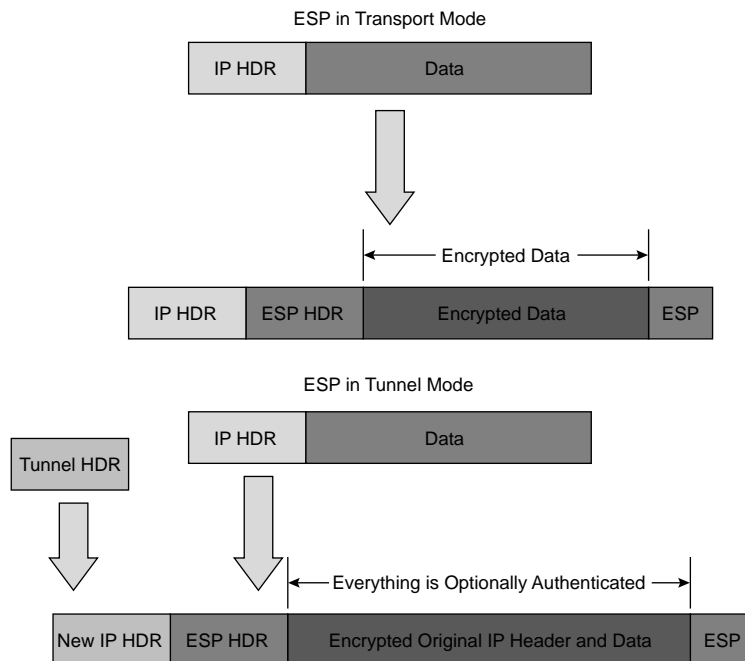 ESP in Transport Mode
IP HDR Data
Encrypted Data
IP HDR ESP HDR Encrypted Data ESP
ESP in Tunnel Mode
IP HDR Data
Tunnel HDR
Everything is Optionally Authenticated
New IP HDR ESP HDR Encrypted Original IP Header and Data ESP